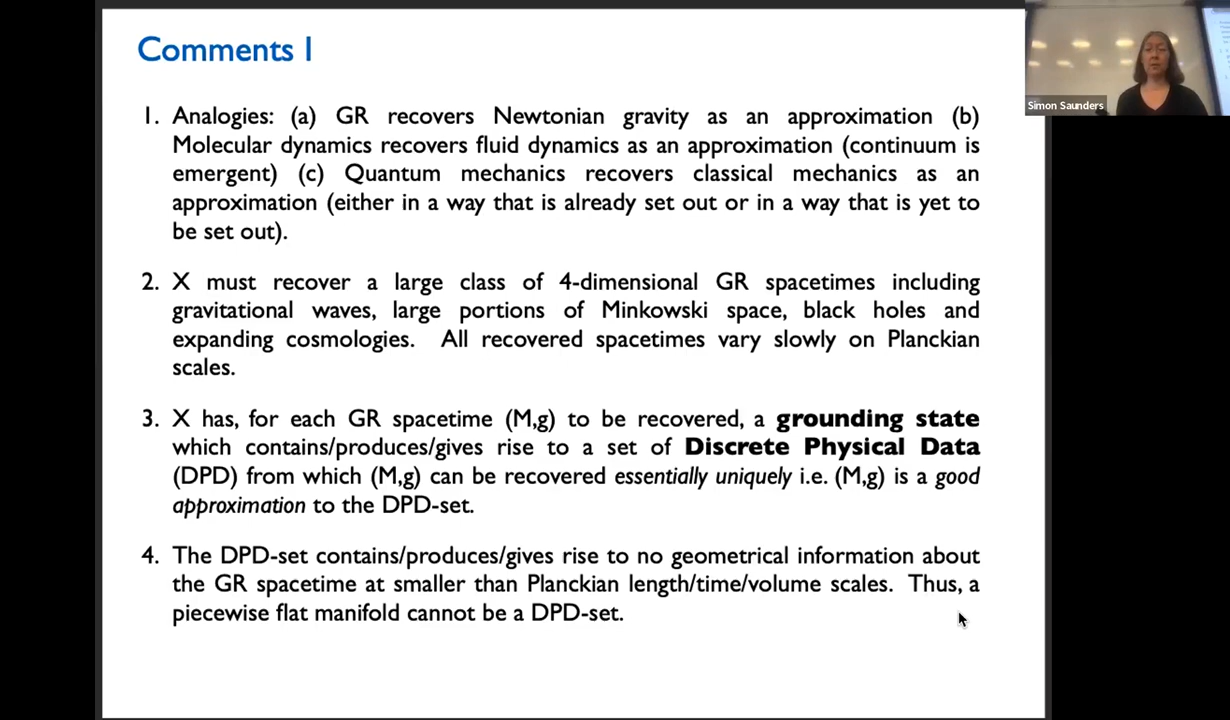 Comments I
1. Analogies: (a) GR recovers Newtonian gravity as an approximation (b)
Molecular dynamics recovers fluid dynamics as an approximation (continuum is
emergent) (c) Quantum mechanics recovers classical mechanics as an
approximation (either in a way that is already set out or in a way that is yet to
be set out).
2. X must recover a large class of 4-dimensional GR spacetimes including
gravitational waves, large portions of Minkowski space, black holes and
expanding cosmologies. All recovered spacetimes vary slowly on Planckian
scales.
3. X has, for each GR spacetime (M,g) to be recovered, a grounding state
which contains/produces/gives rise to a set of Discrete Physical Data
(DPD) from which (M,g) can be recovered essentially uniquely i.e. (M,g) is a good
approximation to the DPD-set.
4. The DPD-set contains/produces/gives rise to no geometrical information about
the GR spacetime at smaller than Planckian length/time/volume scales. Thus, a
piecewise flat manifold cannot be a DPD-set.
Simon Saunders